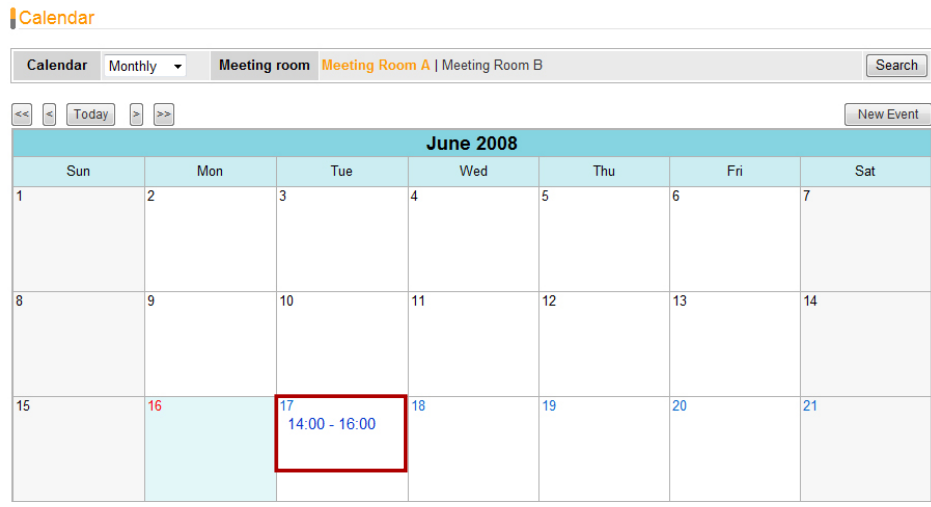 Calendar
Calendar Monthly Meeting room Meeting Room A | Meeting Room B Search
<< < Today > >> New Event
June 2008
Sun Mon Tue Wed Thu Fri Sat
1 2 3 4 5 6 7
8 9 10 11 12 13 14
15 16 17 18 19 20 21
14:00 - 16:00